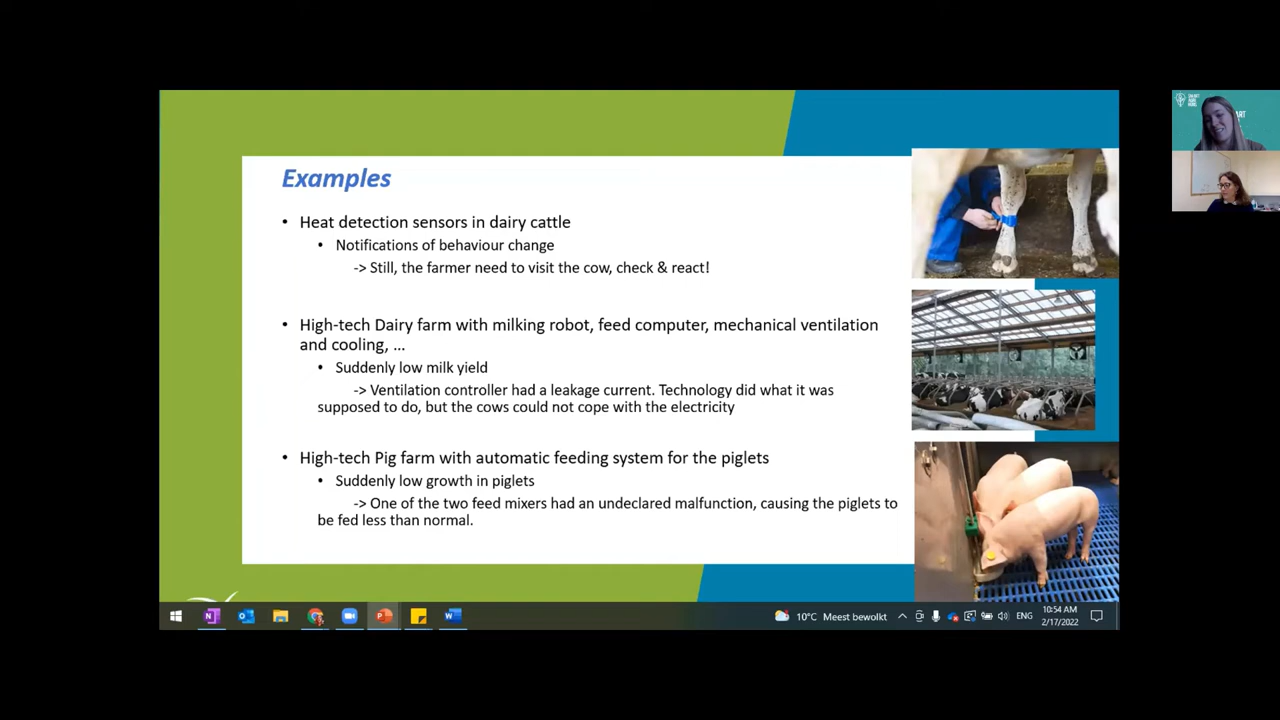 Examples
• Heat detection sensors in dairy cattle
• Notifications of behaviour change
-> Still, the farmer need to visit the cow, check & react!
• High-tech Dairy farm with milking robot, feed computer, mechanical ventilation
and cooling, …
• Suddenly low milk yield
-> Ventilation controller had a leakage current. Technology did what it was
supposed to do, but the cows could not cope with the electricity
• High-tech Pig farm with automatic feeding system for the piglets
• Suddenly low growth in piglets
-> One of the two feed mixers had an undeclared malfunction, causing the piglets to
be fed less than normal.
10°C Meest bewolkt
ENG
10:54 AM
2/17/2022